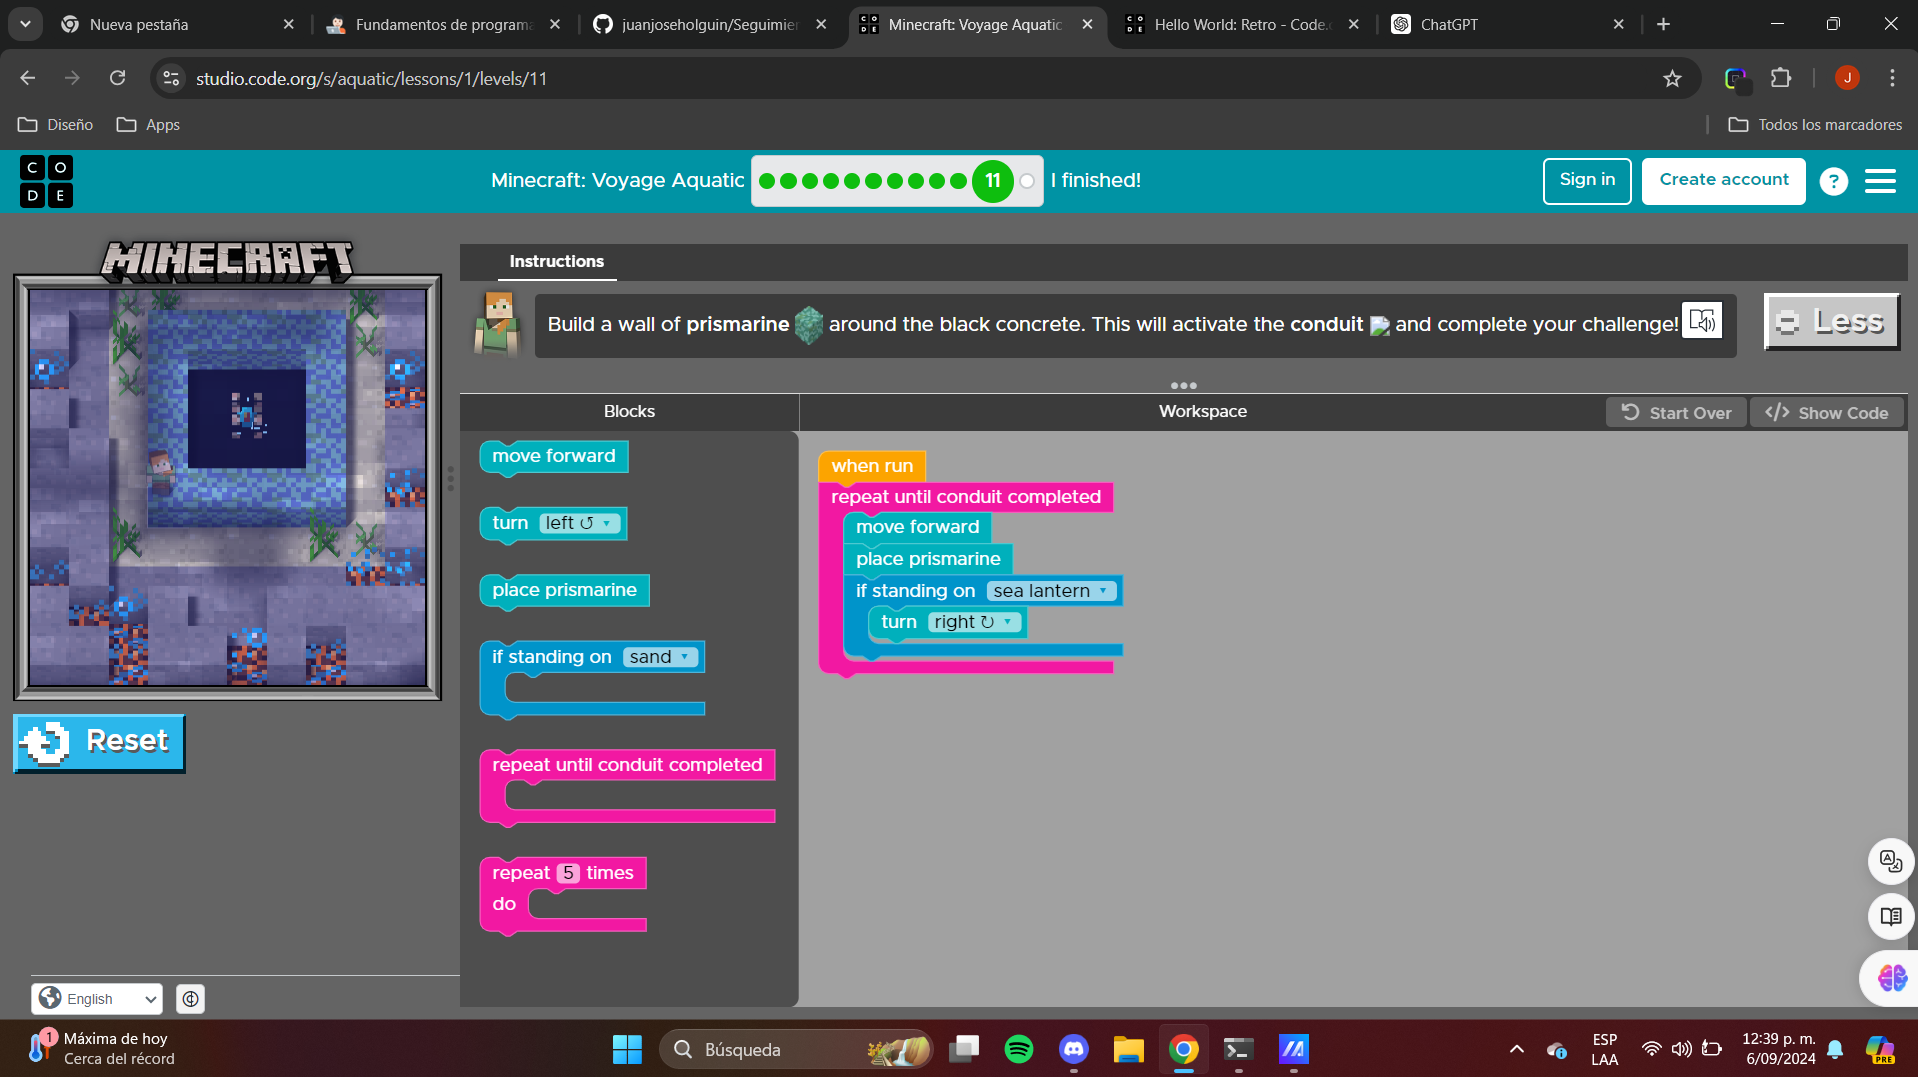 Nueva pestaña
Fundamentos de programa
juanjoseholguin/Seguimier
Minecraft: Voyage Aquatic
Hello World: Retro - Code.o
ChatGPT
studio.code.org/s/aquatic/lessons/1/levels/11
J
Diseño
Apps
Todos los marcadores
C O D E
Minecraft: Voyage Aquatic
11
I finished!
Sign in
Create account
?
MINECRAFT
Instructions
Build a wall of prismarine around the black concrete. This will activate the conduit and complete your challenge!
Less
Blocks
Workspace
Start Over
Show Code
move forward
turn left ↺
place prismarine
if standing on sand
repeat until conduit completed
repeat 5 times
do
when run
repeat until conduit completed
move forward
place prismarine
if standing on sea lantern
turn right ↻
Reset
English
1
Máxima de hoy
Cerca del récord
Búsqueda
ESP
LAA
12:39 p. m.
6/09/2024
PRE